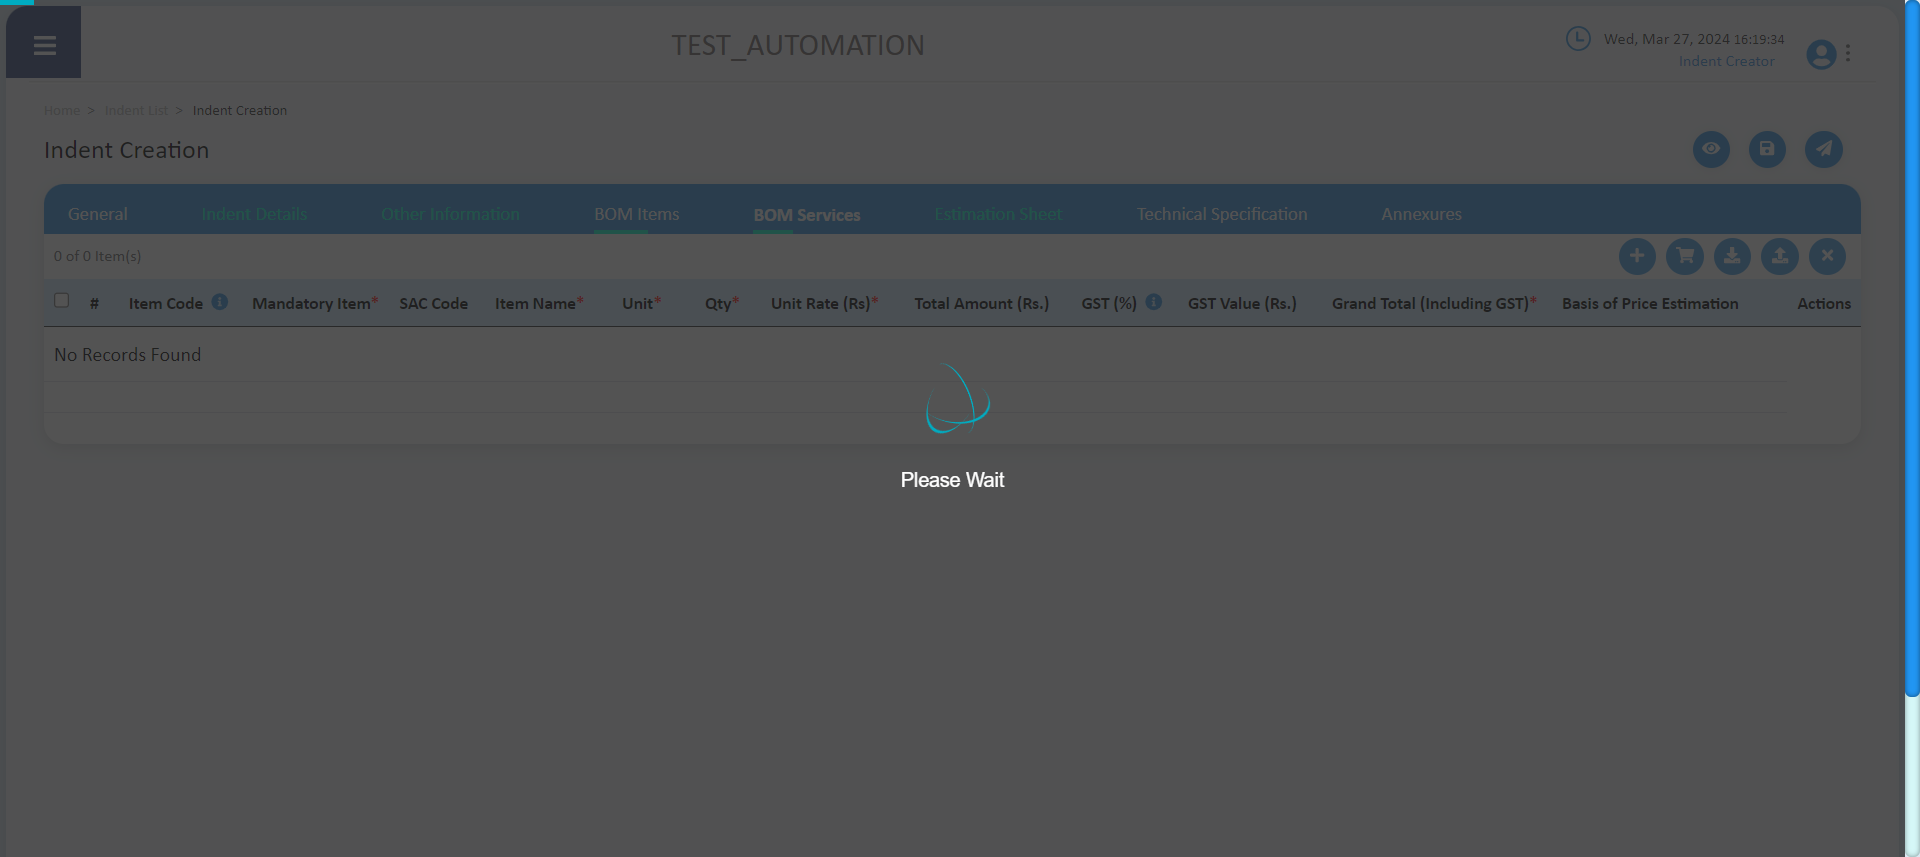 TEST_AUTOMATION
Wed, Mar 27, 2024 16:19:34
Indent Creator
Home > Indent List > Indent Creation
Indent Creation
General Indent Details Other Information BOM Items BOM Services Estimation Sheet Technical Specification Annexures
0 of 0 Item(s)
# Item Code Mandatory Item* SAC Code Item Name* Unit* Qty* Unit Rate (Rs)* Total Amount (Rs.) GST (%) GST Value (Rs.) Grand Total (Including GST)* Basis of Price Estimation Actions
No Records Found
Please Wait